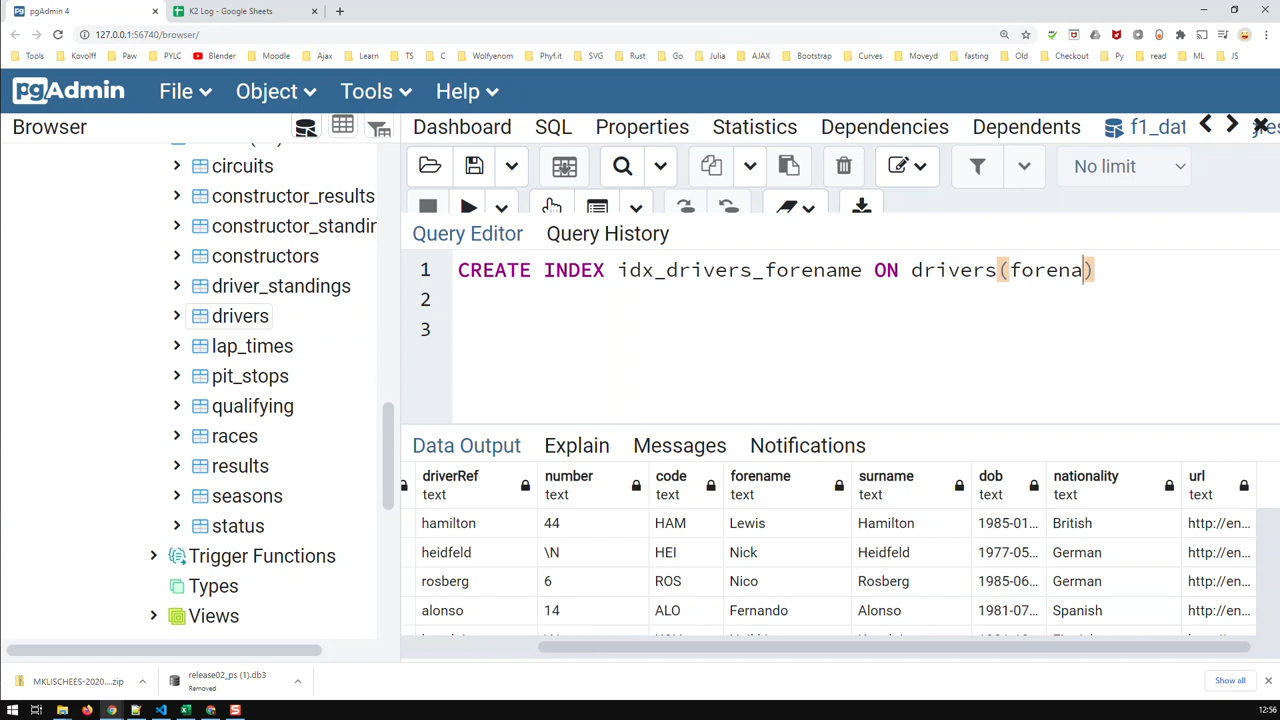 pgAdmin 4
K2 Log - Google Sheets
127.0.0.1:56740/browser/
Tools Kovolff Paw PYLC Blender Moodle Ajax Learn TS C Wolfyenom Phyf.it SVG Rust Go Julia AJAX Bootstrap Curves Moveyd fasting Old Checkout Py read ML JS
pgAdmin File Object Tools Help
Browser
Dashboard SQL Properties Statistics Dependencies Dependents f1_dat
circuits
constructor_results
constructor_standin
constructors
driver_standings
drivers
lap_times
pit_stops
qualifying
races
results
seasons
status
Trigger Functions
Types
Views
No limit
Query Editor Query History
1 CREATE INDEX idx_drivers_forename ON drivers(forena)
2
3
Data Output Explain Messages Notifications
driverRef number code forename surname dob nationality url
text text text text text text text text
hamilton 44 HAM Lewis Hamilton 1985-01... British http://en...
heidfeld \N HEI Nick Heidfeld 1977-05... German http://en...
rosberg 6 ROS Nico Rosberg 1985-06... German http://en...
alonso 14 ALO Fernando Alonso 1981-07... Spanish http://en...
MKLISCHEES-2020....zip
release02_ps (1).db3
Removed
Show all
12:56